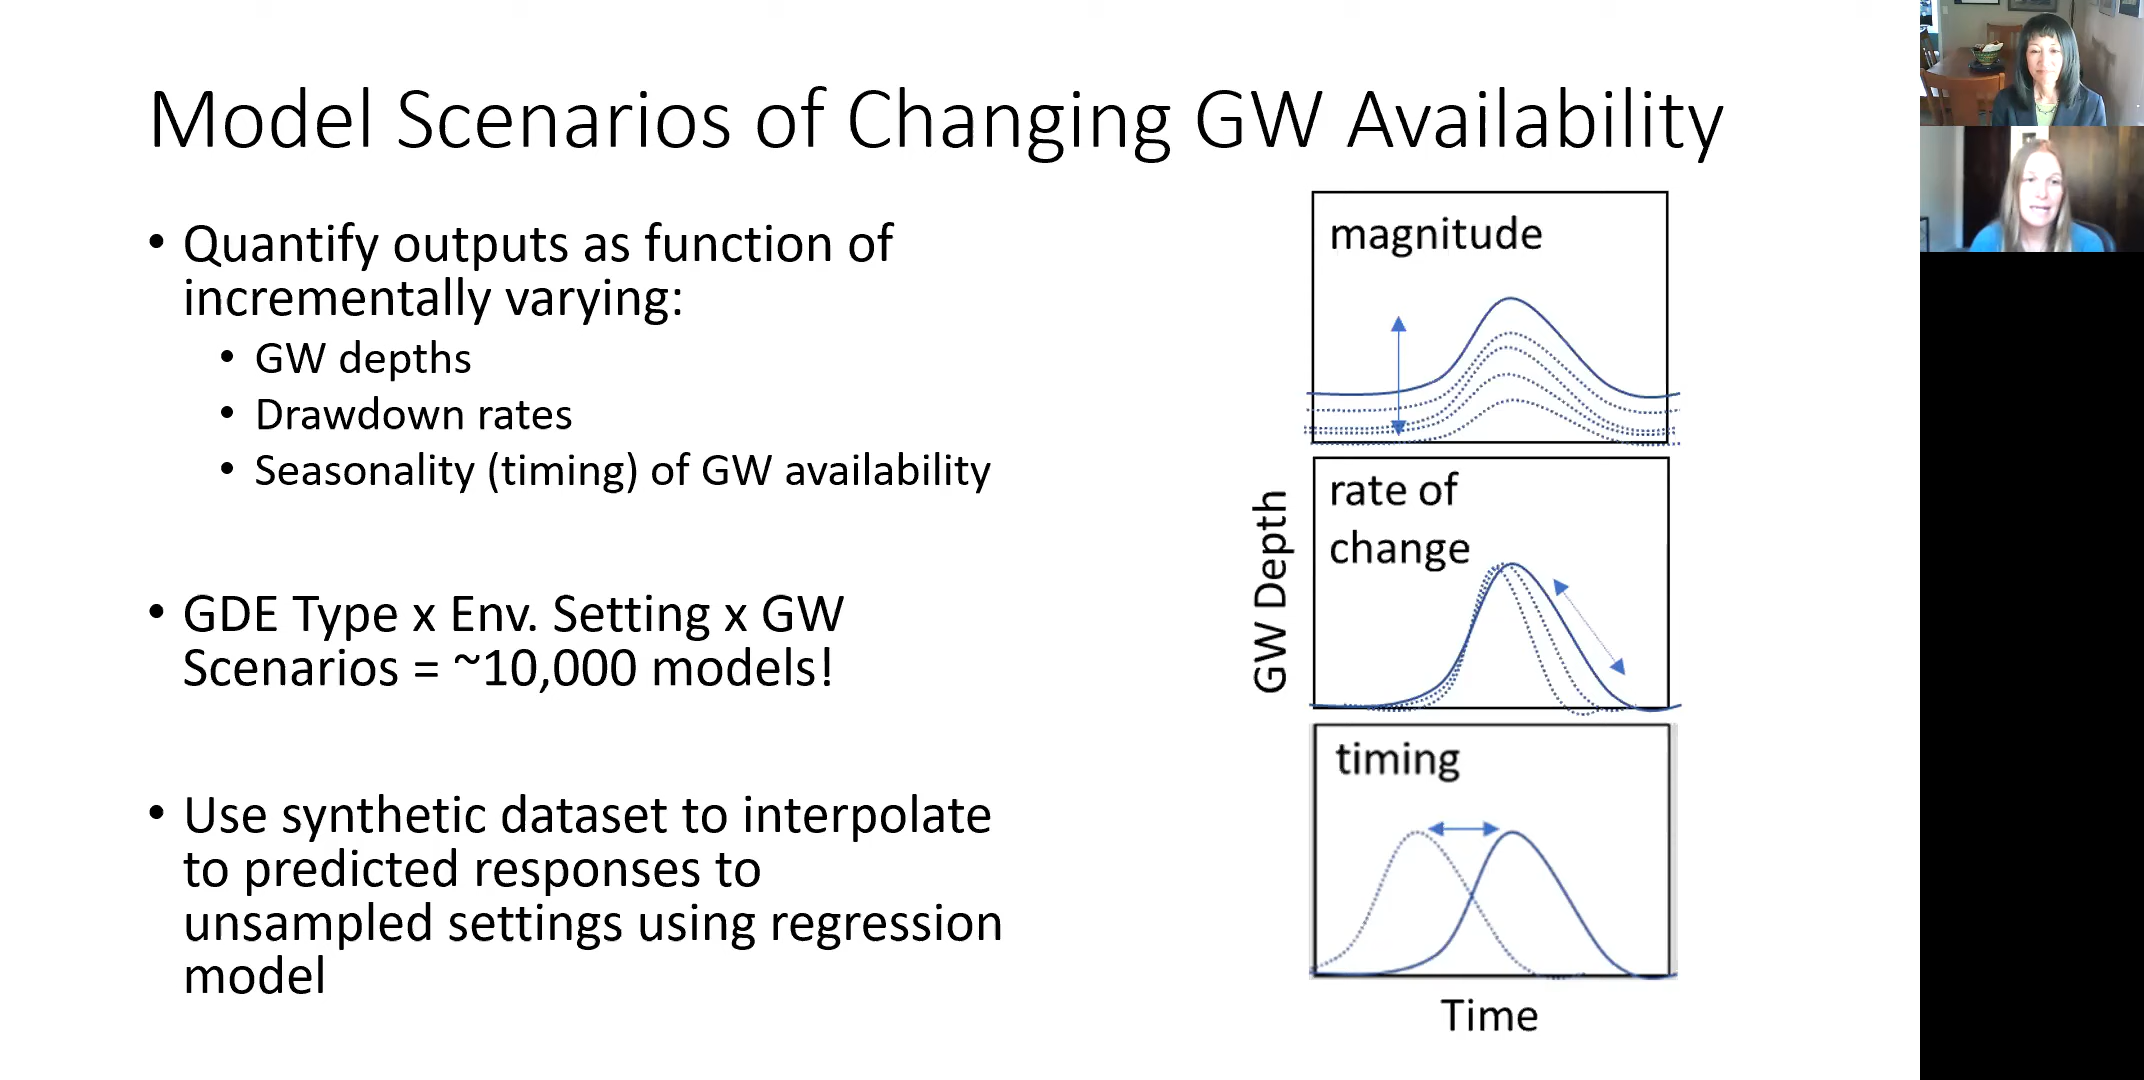 Model Scenarios of Changing GW Availability
• Quantify outputs as function of
incrementally varying:
• GW depths
• Drawdown rates
• Seasonality (timing) of GW availability
• GDE Type x Env. Setting x GW
Scenarios = ~10,000 models!
• Use synthetic dataset to interpolate
to predicted responses to
unsampled settings using regression
model
magnitude
rate of
change
timing
GW Depth
Time